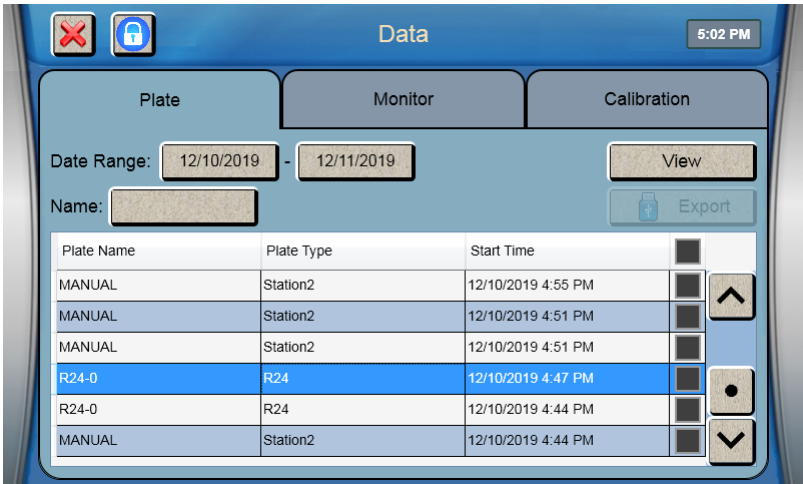 Data
5:02 PM
Plate Monitor Calibration
Date Range: 12/10/2019 - 12/11/2019 View
Name: Export
Plate Name Plate Type Start Time
MANUAL Station2 12/10/2019 4:55 PM
MANUAL Station2 12/10/2019 4:51 PM
MANUAL Station2 12/10/2019 4:51 PM
R24-0 R24 12/10/2019 4:47 PM
R24-0 R24 12/10/2019 4:44 PM
MANUAL Station2 12/10/2019 4:44 PM